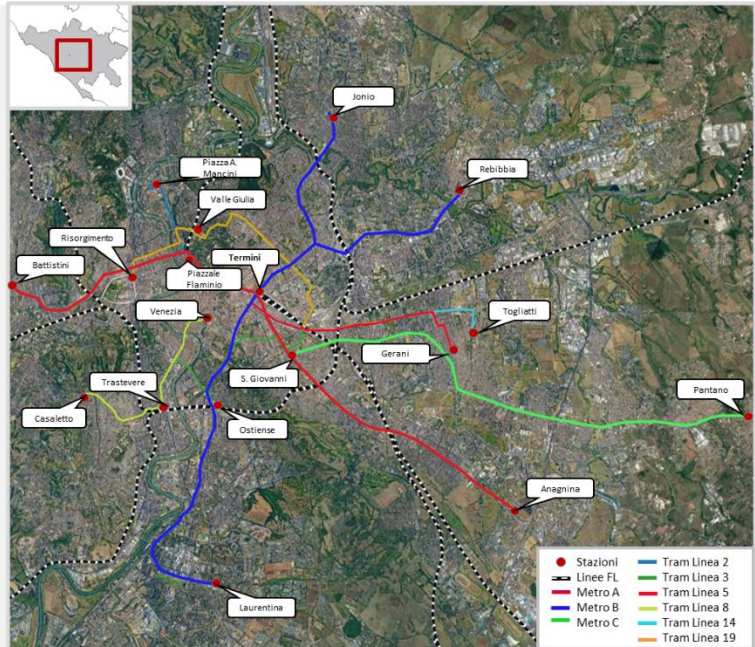 Jonio
Piazza A.
Mancini
Rebibbia
Valle Giulia
Risorgimento
Battistini
Termini
Piazzale
Flaminio
Venezia
Togliatti
Gerani
S. Giovanni
Trastevere
Pantano
Casaletto
Ostiense
Anagnina
Laurentina
Stazioni
Linee FL
Metro A
Metro B
Metro C
Tram Linea 2
Tram Linea 3
Tram Linea 5
Tram Linea 8
Tram Linea 14
Tram Linea 19